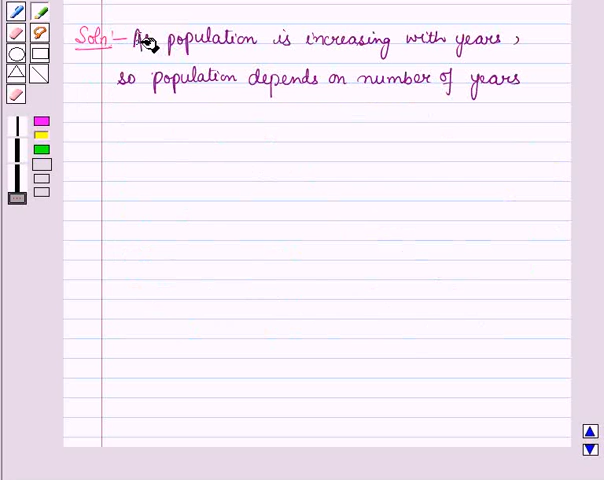 Soln:- As population is increasing with years,
so population depends on number of years